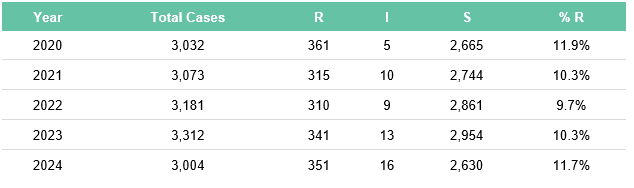 Year Total Cases R I S % R
2020 3,032 361 5 2,665 11.9%
2021 3,073 315 10 2,744 10.3%
2022 3,181 310 9 2,861 9.7%
2023 3,312 341 13 2,954 10.3%
2024 3,004 351 16 2,630 11.7%